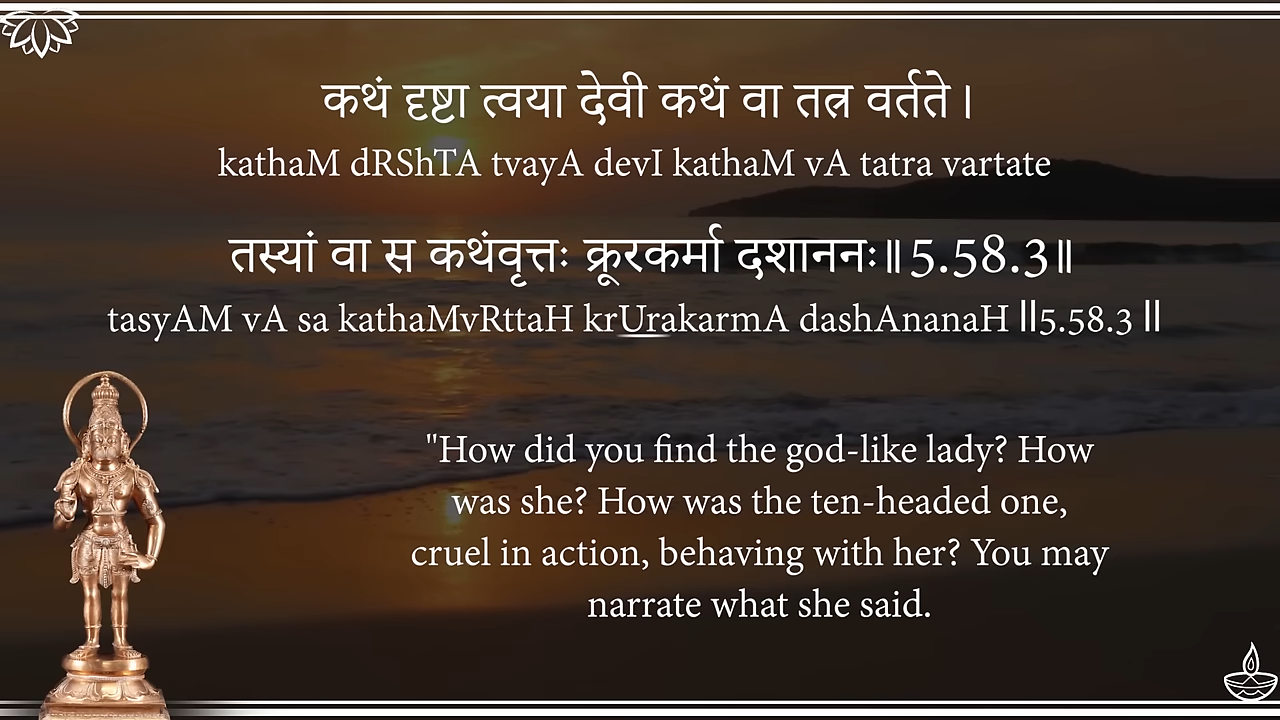 कथं दृष्टा त्वया देवी कथं वा तत्र वर्तते ।
kathaM dRShTA tvayA devI kathaM vA tatra vartate
तस्यां वा स कथंवृत्तः क्रूरकर्मा दशाननः॥5.58.3॥
tasyAM vA sa kathaMvRttaH krUrakarmA dashAnanaH ||5.58.3 ||
"How did you find the god-like lady? How
was she? How was the ten-headed one,
cruel in action, behaving with her? You may
narrate what she said.